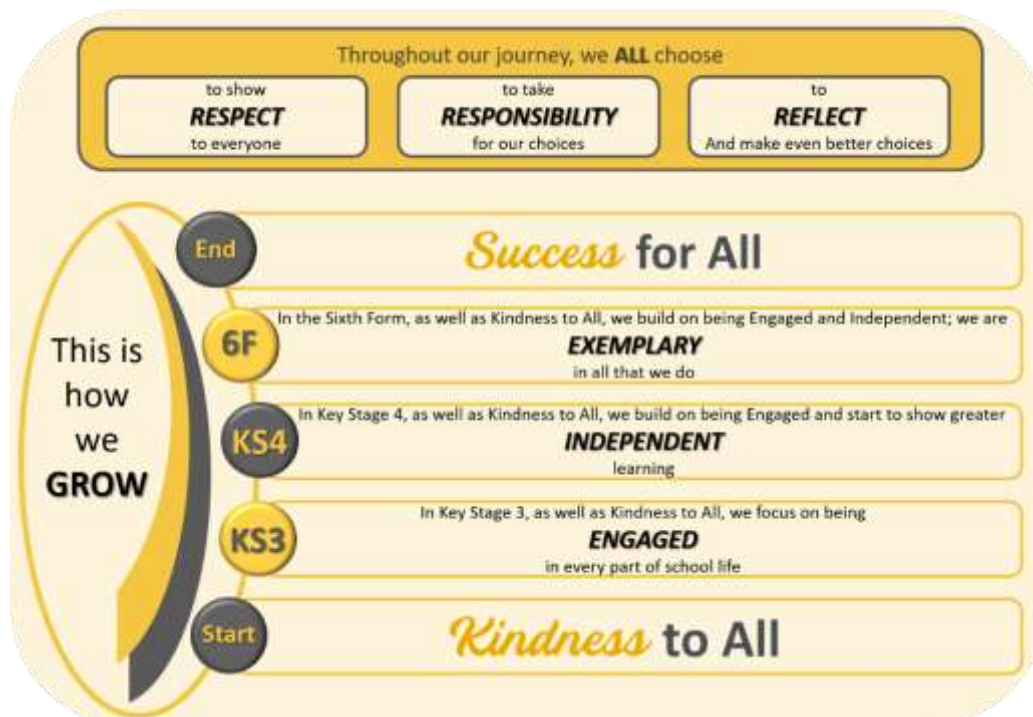 Throughout our journey, we ALL choose
to show
RESPECT
to everyone
to take
RESPONSIBILITY
for our choices
to
REFLECT
And make even better choices
This is
how
we
GROW
End
Success for All
6F
In the Sixth Form, as well as Kindness to All, we build on being Engaged and Independent; we are
EXEMPLARY
in all that we do
KS4
In Key Stage 4, as well as Kindness to All, we build on being Engaged and start to show greater
INDEPENDENT
learning
KS3
In Key Stage 3, as well as Kindness to All, we focus on being
ENGAGED
in every part of school life
Start
Kindness to All